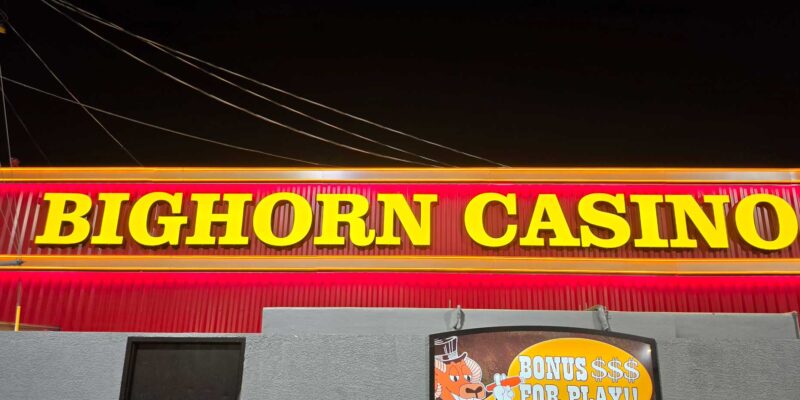 BIGHORN CASINO
BONUS $$$
FOR PLAY!!